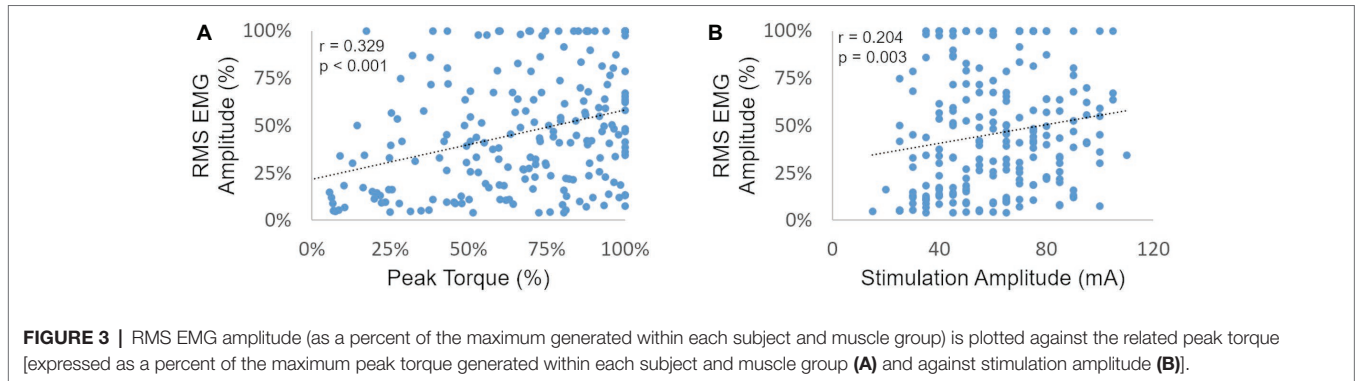 A
r = 0.329
p < 0.001
RMS EMG
Amplitude (%)
100%
75%
50%
25%
0%
0% 25% 50% 75% 100%
Peak Torque (%)
B
r = 0.204
p = 0.003
RMS EMG
Amplitude (%)
100%
75%
50%
25%
0%
0 40 80 120
Stimulation Amplitude (mA)
FIGURE 3 | RMS EMG amplitude (as a percent of the maximum generated within each subject and muscle group) is plotted against the related peak torque
[expressed as a percent of the maximum peak torque generated within each subject and muscle group (A) and against stimulation amplitude (B)].